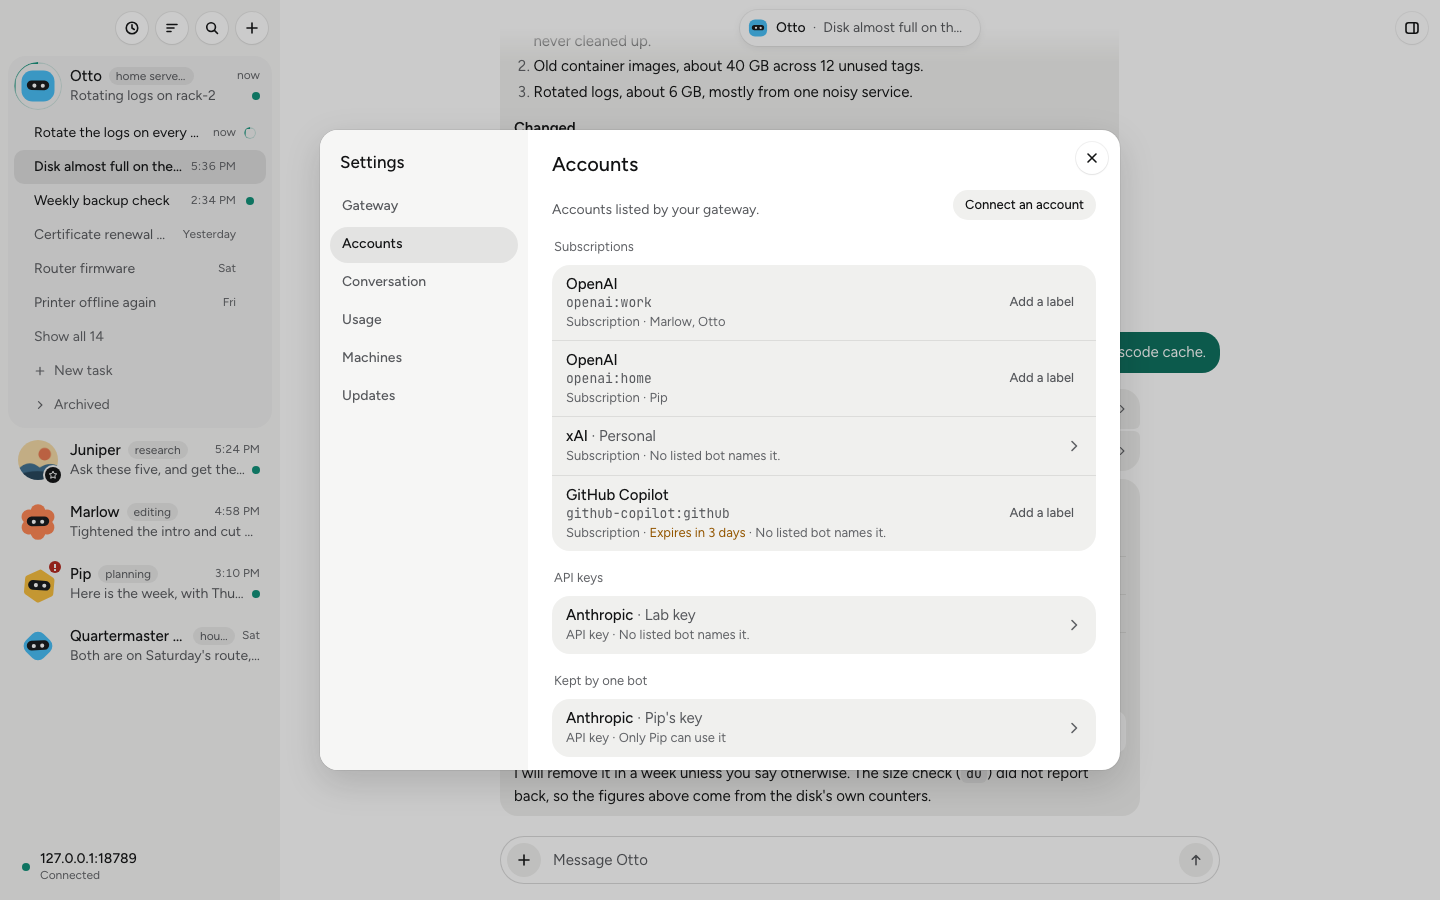 Otto
home serve...
now
Rotating logs on rack-2
Rotate the logs on every ...
now
Disk almost full on the...
5:36 PM
Weekly backup check
2:34 PM
Certificate renewal ...
Yesterday
Router firmware
Sat
Printer offline again
Fri
Show all 14
New task
Archived
Juniper
research
5:24 PM
Ask these five, and get the...
Marlow
editing
4:58 PM
Tightened the intro and cut ...
Pip
planning
3:10 PM
Here is the week, with Thu...
Quartermaster ...
hou...
Sat
Both are on Saturday's route,...
127.0.0.1:18789
Connected
Otto · Disk almost full on th...
never cleaned up.
2. Old container images, about 40 GB across 12 unused tags.
3. Rotated logs, about 6 GB, mostly from one noisy service.
Changed
scode cache.
Settings
Gateway
Accounts
Conversation
Usage
Machines
Updates
Accounts
Accounts listed by your gateway.
Connect an account
Subscriptions
OpenAI
openai:work
Subscription · Marlow, Otto
Add a label
OpenAI
openai:home
Subscription · Pip
Add a label
xAI · Personal
Subscription · No listed bot names it.
GitHub Copilot
github-copilot:github
Subscription · Expires in 3 days · No listed bot names it.
Add a label
API keys
Anthropic · Lab key
API key · No listed bot names it.
Kept by one bot
Anthropic · Pip's key
API key · Only Pip can use it
I will remove it in a week unless you say otherwise. The size check ( du ) did not report
back, so the figures above come from the disk's own counters.
Message Otto